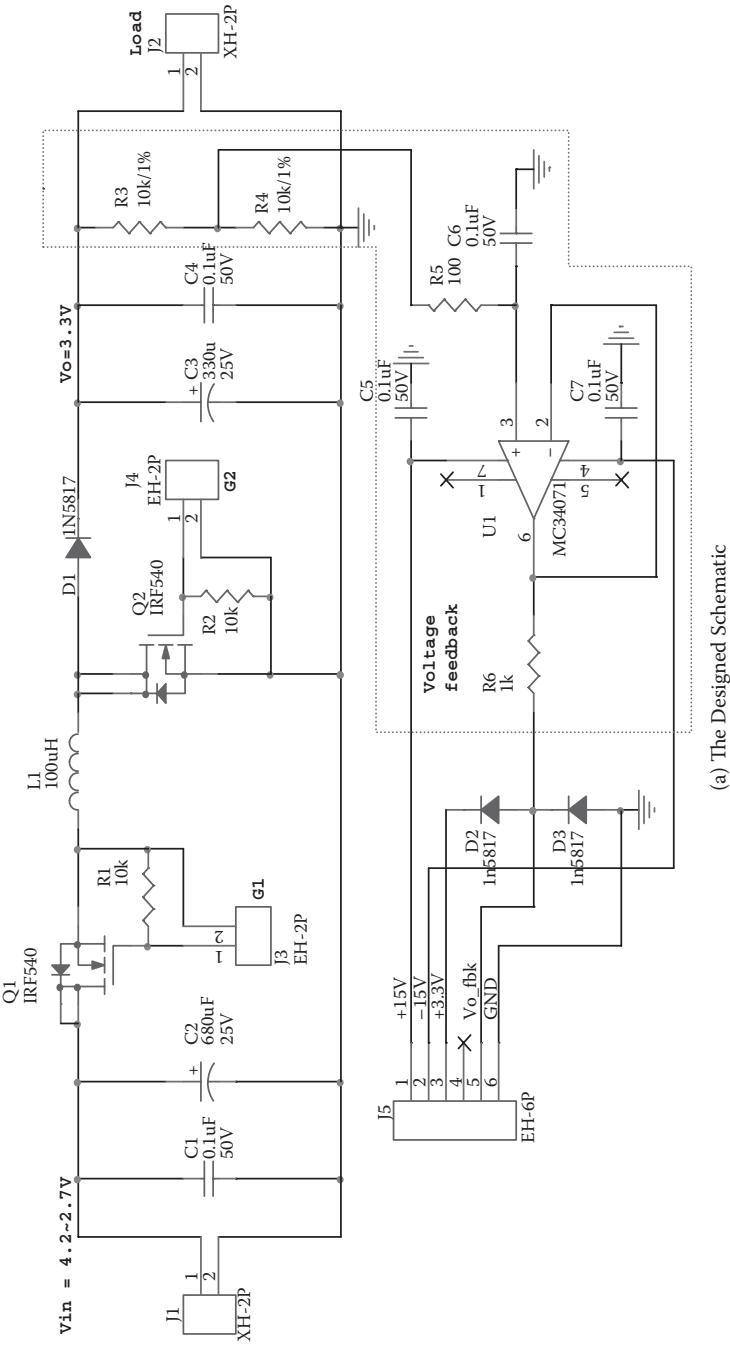 Vin = 4.2~2.7V
Q1
IRF540
L1
100uH
D1
1N5817
Vo=3.3V
Load
J2
1
2
XH-2P
J1
1
2
XH-2P
C1
0.1uF
50V
C2
680uF
25V
+
R1
10k
G1
1
2
J3
EH-2P
Q2
IRF540
R2
10k
J4
EH-2P
1
2
G2
C3
330u
25V
+
C4
0.1uF
50V
R3
10k/1%
R4
10k/1%
J5
1
2
3
4
5
6
EH-6P
+15V
−15V
+3.3V
Vo_fbk
GND
D2
1n5817
D3
1n5817
Voltage
feedback
R6
1k
U1
MC34071
6
7
1
3
2
+
−
4
5
C5
0.1uF
50V
C7
0.1uF
50V
R5
100
C6
0.1uF
50V
(a) The Designed Schematic